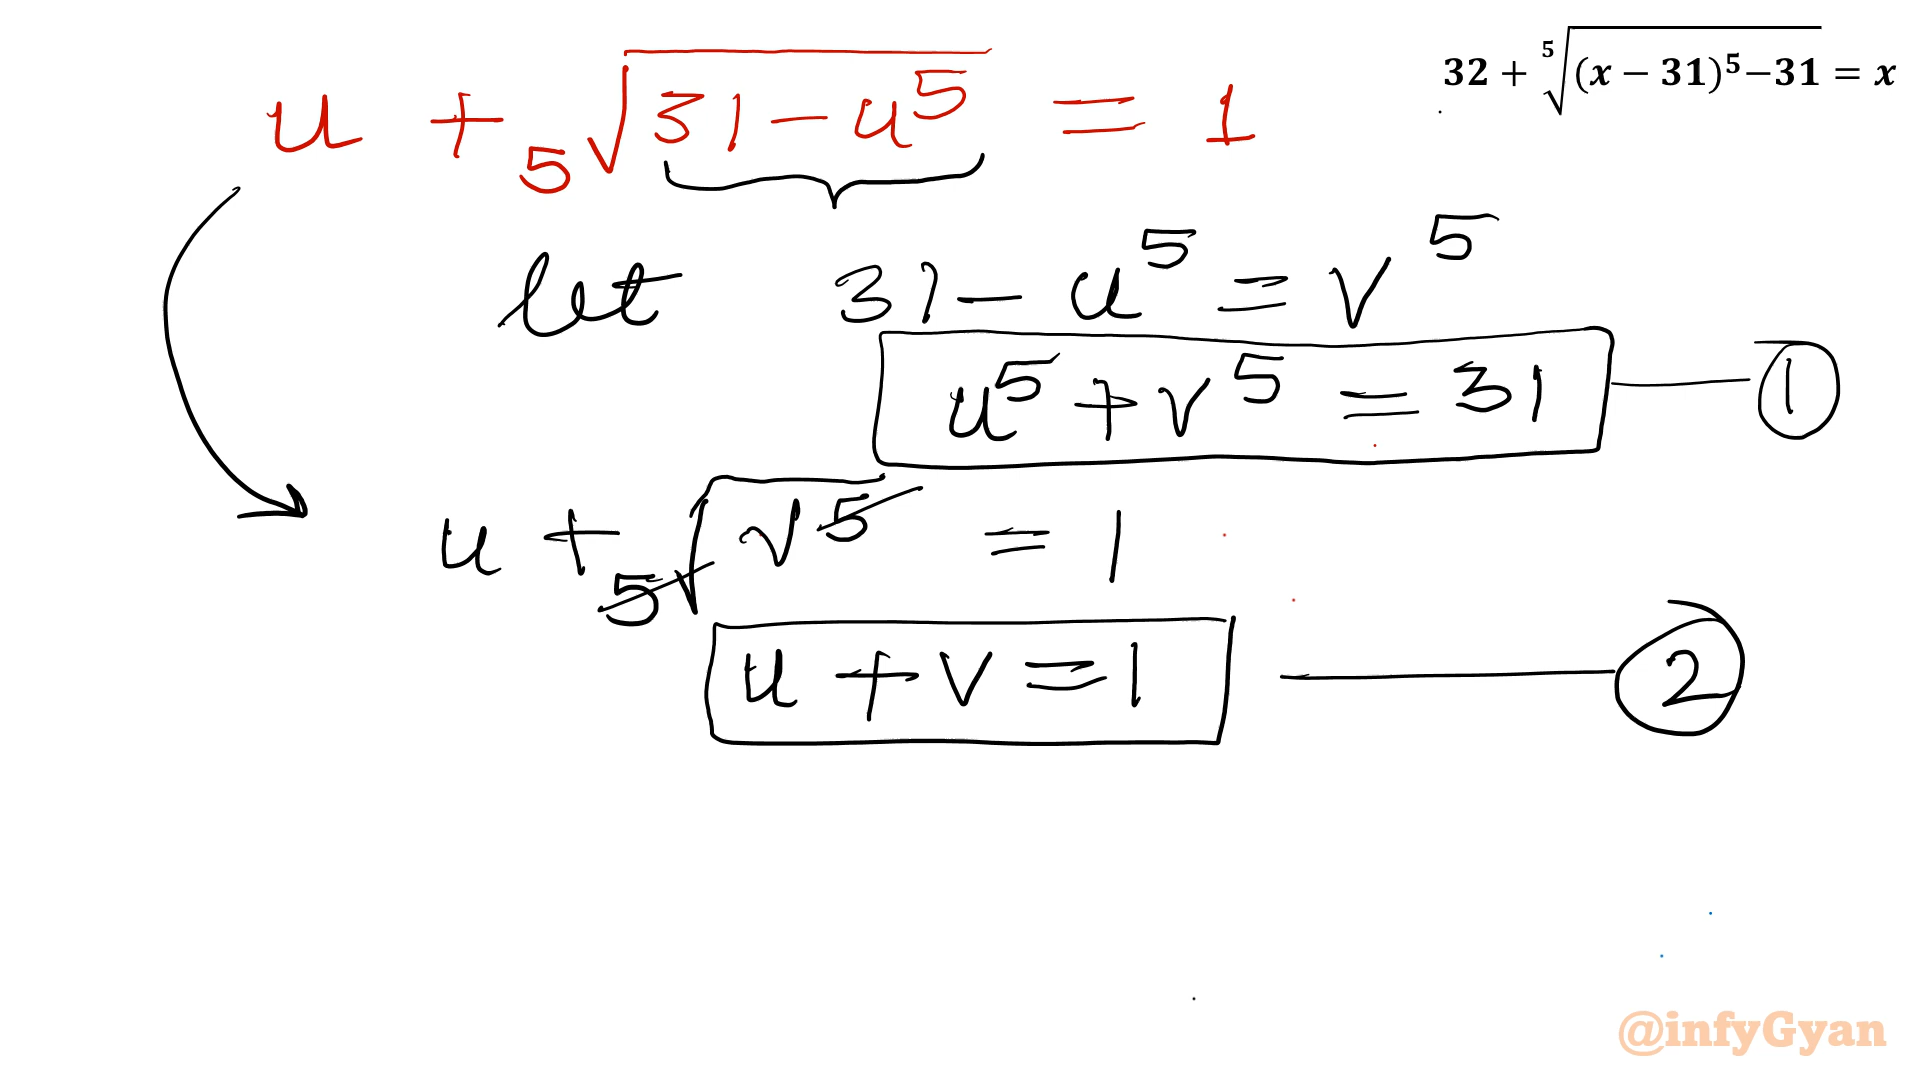 32 + ⁵√((x − 31)⁵−31) = x
u + ⁵√(31 − u⁵) = 1
let 31 − u⁵ = v⁵
u⁵ + v⁵ = 31 ——— ①
u + ⁵√(v⁵) = 1
u + v = 1 ——— ②
@infyGyan